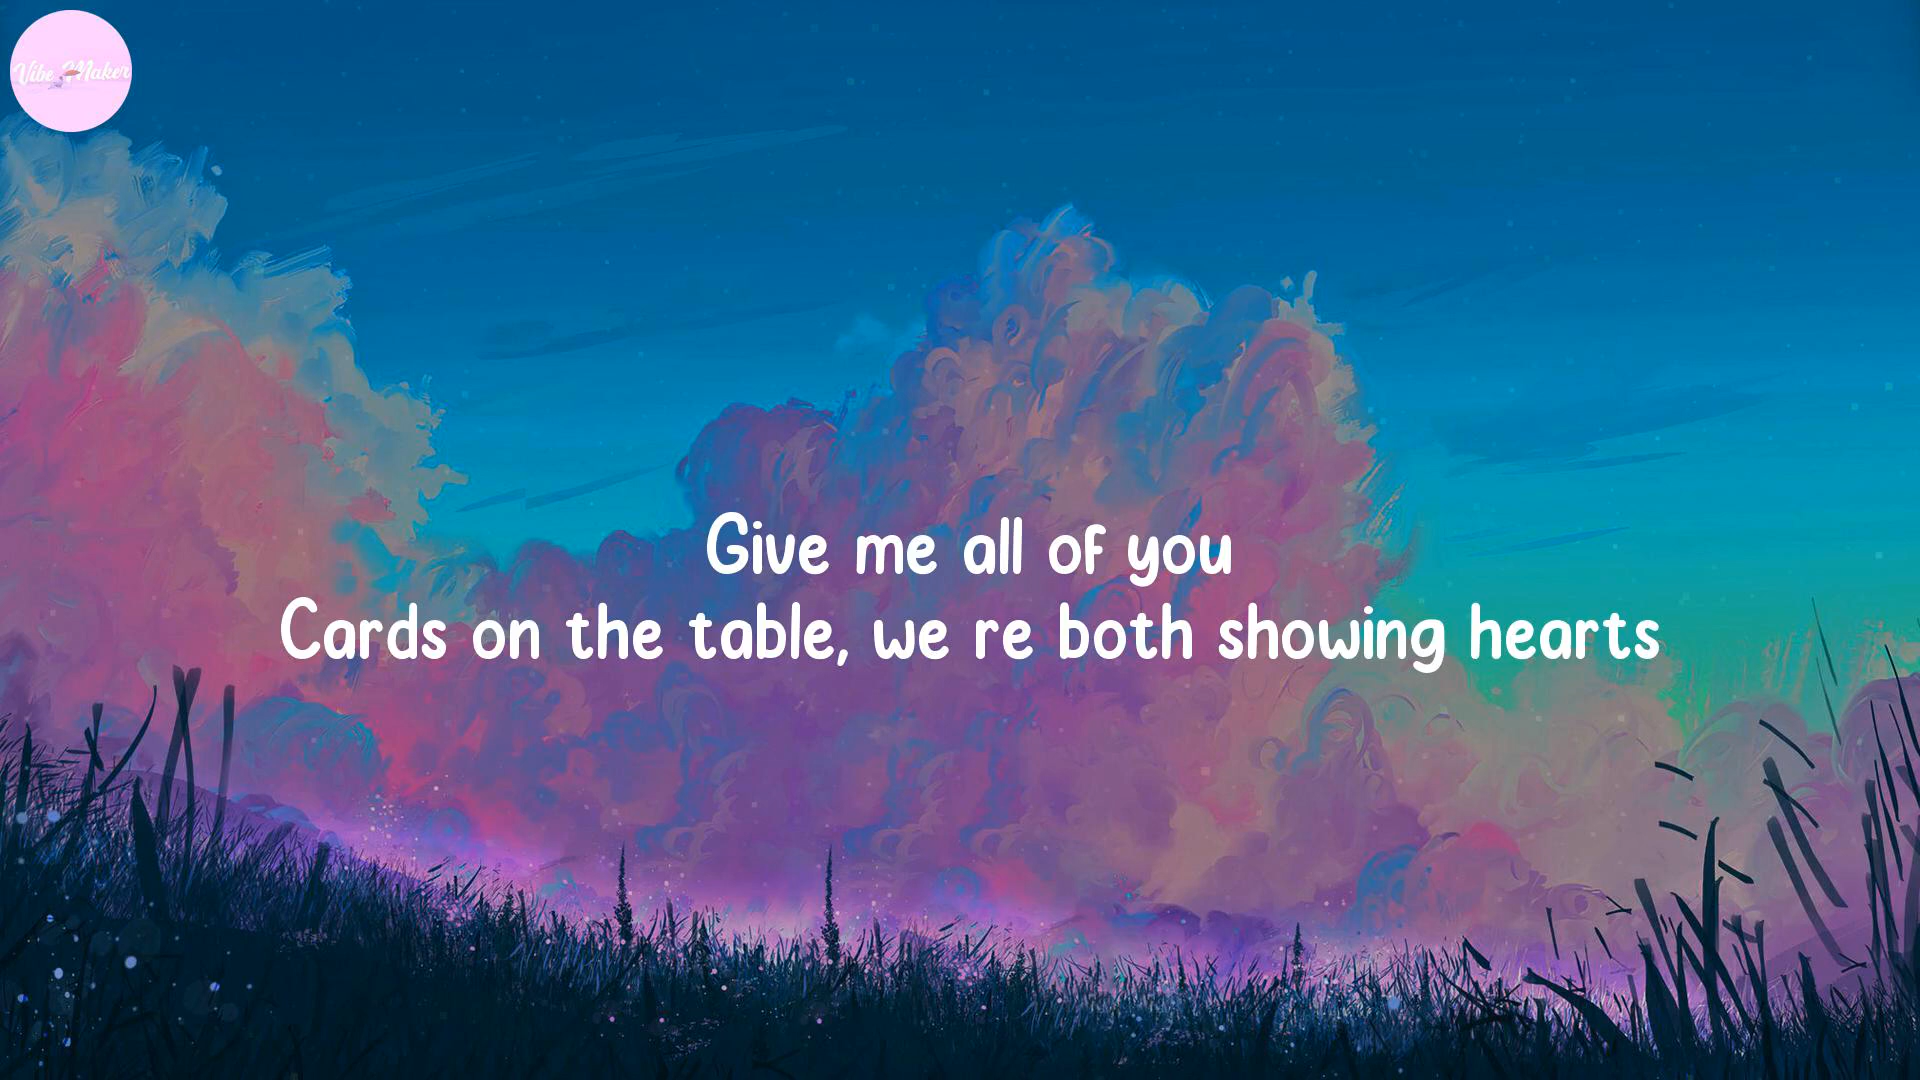 Vibe Maker
Give me all of you
Cards on the table, we re both showing hearts